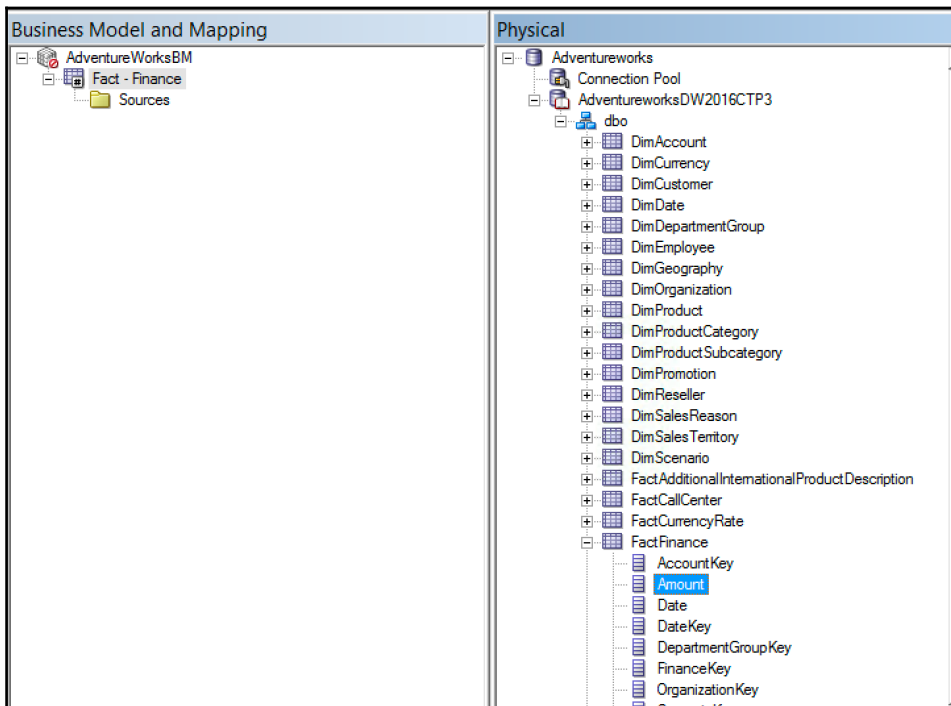 Business Model and Mapping
AdventureWorksBM
Fact - Finance
Sources
Physical
Adventureworks
Connection Pool
AdventureworksDW2016CTP3
dbo
DimAccount
DimCurrency
DimCustomer
DimDate
DimDepartmentGroup
DimEmployee
DimGeography
DimOrganization
DimProduct
DimProductCategory
DimProductSubcategory
DimPromotion
DimReseller
DimSalesReason
DimSalesTerritory
DimScenario
FactAdditionalInternationalProductDescription
FactCallCenter
FactCurrencyRate
FactFinance
AccountKey
Amount
Date
DateKey
DepartmentGroupKey
FinanceKey
OrganizationKey